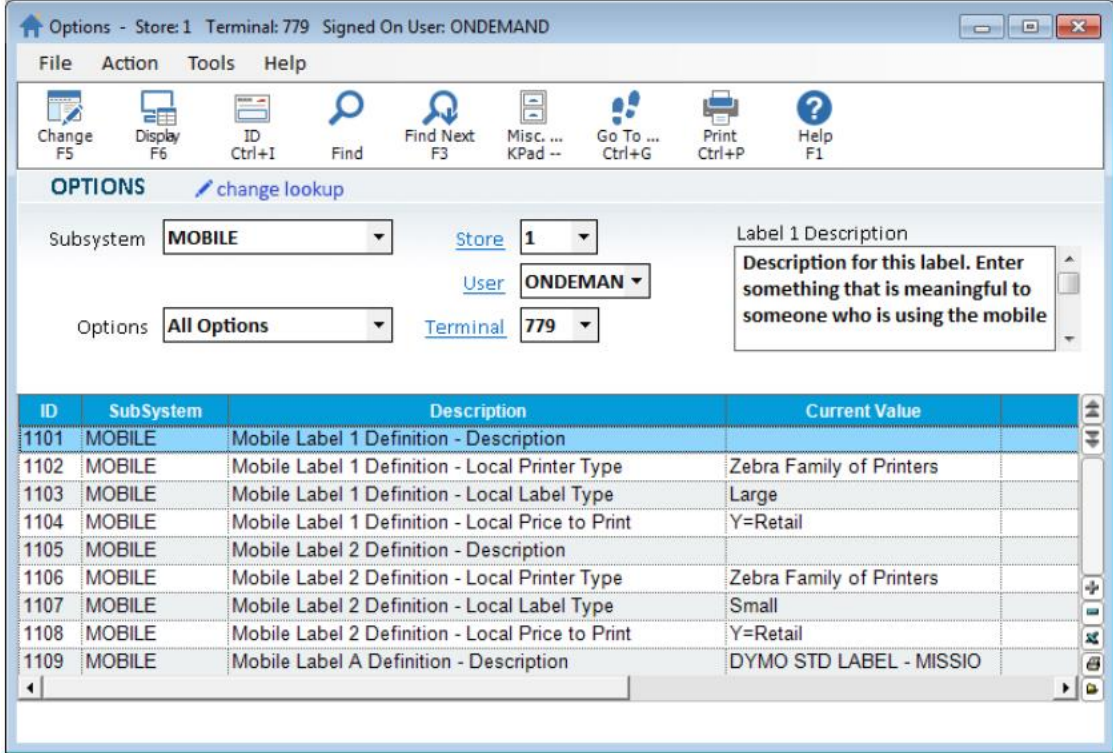 Options - Store: 1 Terminal: 779 Signed On User: ONDEMAND
File Action Tools Help
Change F5
Display F6
ID Ctrl+I
Find
Find Next F3
Misc. ... KPad --
Go To ... Ctrl+G
Print Ctrl+P
Help F1
OPTIONS change lookup
Subsystem MOBILE
Store 1
User ONDEMAN
Options All Options
Terminal 779
Label 1 Description
Description for this label. Enter
something that is meaningful to
someone who is using the mobile
ID SubSystem Description Current Value
1101 MOBILE Mobile Label 1 Definition - Description
1102 MOBILE Mobile Label 1 Definition - Local Printer Type Zebra Family of Printers
1103 MOBILE Mobile Label 1 Definition - Local Label Type Large
1104 MOBILE Mobile Label 1 Definition - Local Price to Print Y=Retail
1105 MOBILE Mobile Label 2 Definition - Description
1106 MOBILE Mobile Label 2 Definition - Local Printer Type Zebra Family of Printers
1107 MOBILE Mobile Label 2 Definition - Local Label Type Small
1108 MOBILE Mobile Label 2 Definition - Local Price to Print Y=Retail
1109 MOBILE Mobile Label A Definition - Description DYMO STD LABEL - MISSIO